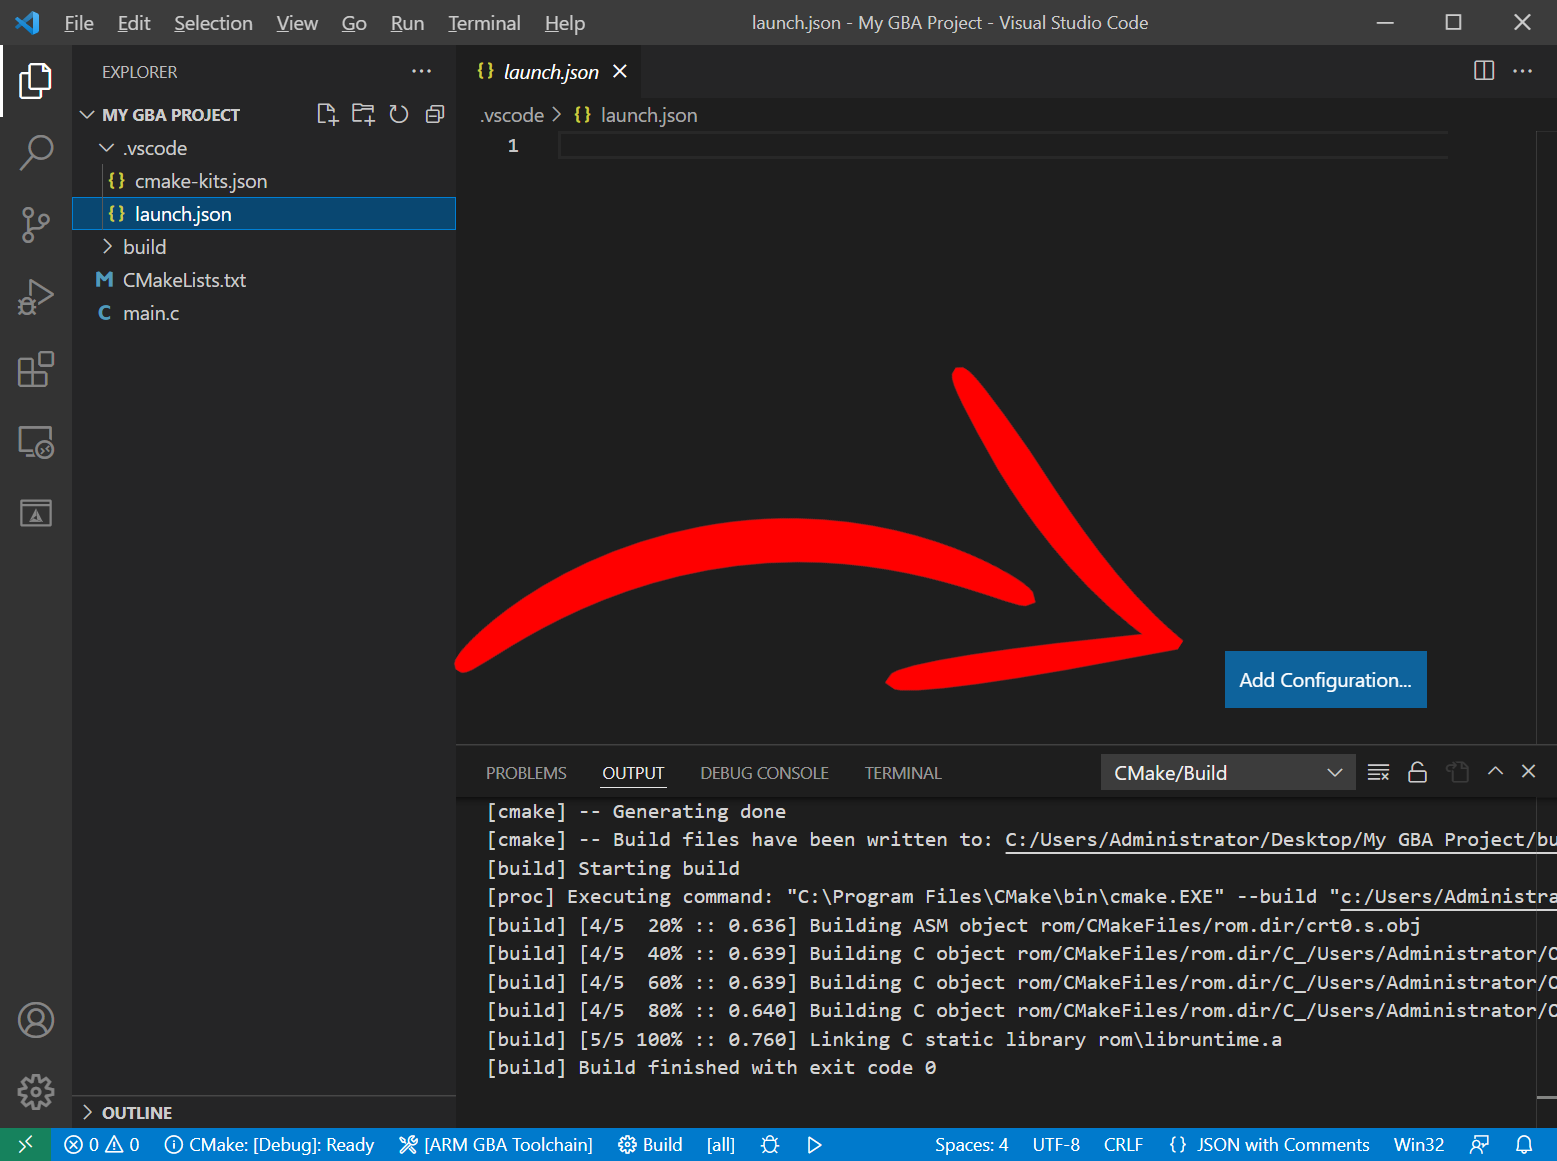 File Edit Selection View Go Run Terminal Help launch.json - My GBA Project - Visual Studio Code
EXPLORER
launch.json
MY GBA PROJECT
.vscode
cmake-kits.json
launch.json
build
CMakeLists.txt
main.c
OUTLINE
.vscode > {} launch.json
1
Add Configuration...
PROBLEMS OUTPUT DEBUG CONSOLE TERMINAL CMake/Build
[cmake] -- Generating done
[cmake] -- Build files have been written to: C:/Users/Administrator/Desktop/My GBA Project/bu
[build] Starting build
[proc] Executing command: "C:\Program Files\CMake\bin\cmake.EXE" --build "c:/Users/Administra
[build] [4/5  20% :: 0.636] Building ASM object rom/CMakeFiles/rom.dir/crt0.s.obj
[build] [4/5  40% :: 0.639] Building C object rom/CMakeFiles/rom.dir/C_/Users/Administrator/
[build] [4/5  60% :: 0.639] Building C object rom/CMakeFiles/rom.dir/C_/Users/Administrator/
[build] [4/5  80% :: 0.640] Building C object rom/CMakeFiles/rom.dir/C_/Users/Administrator/
[build] [5/5 100% :: 0.760] Linking C static library rom\libruntime.a
[build] Build finished with exit code 0
0 0 CMake: [Debug]: Ready [ARM GBA Toolchain] Build [all] Spaces: 4 UTF-8 CRLF {} JSON with Comments Win32